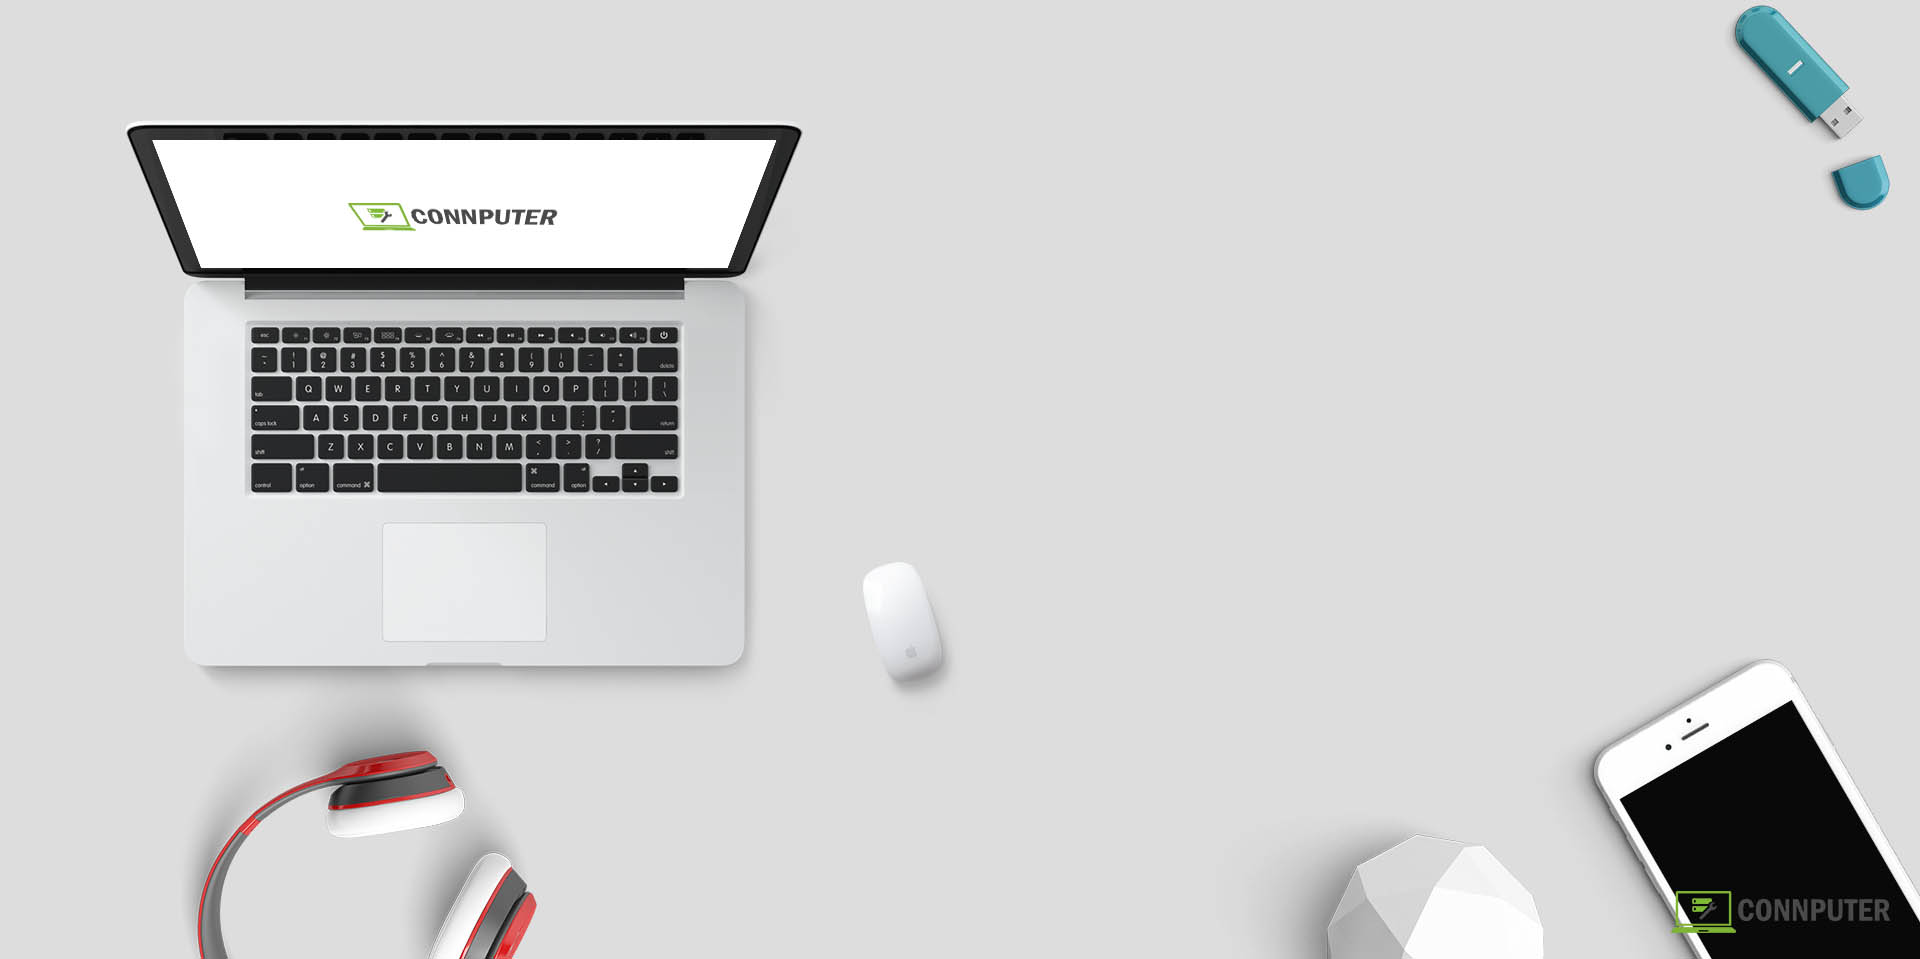 CONNPUTER
esc
~ ! @ # $ % ^ & * ( ) _ +
` 1 2 3 4 5 6 7 8 9 0 - =
delete
tab Q W E R T Y U I O P { } |
[ ] \
caps lock A S D F G H J K L : "
; ' return
shift Z X C V B N M < > ?
, . / shift
control option command ⌘ ⌘ command option
CONNPUTER